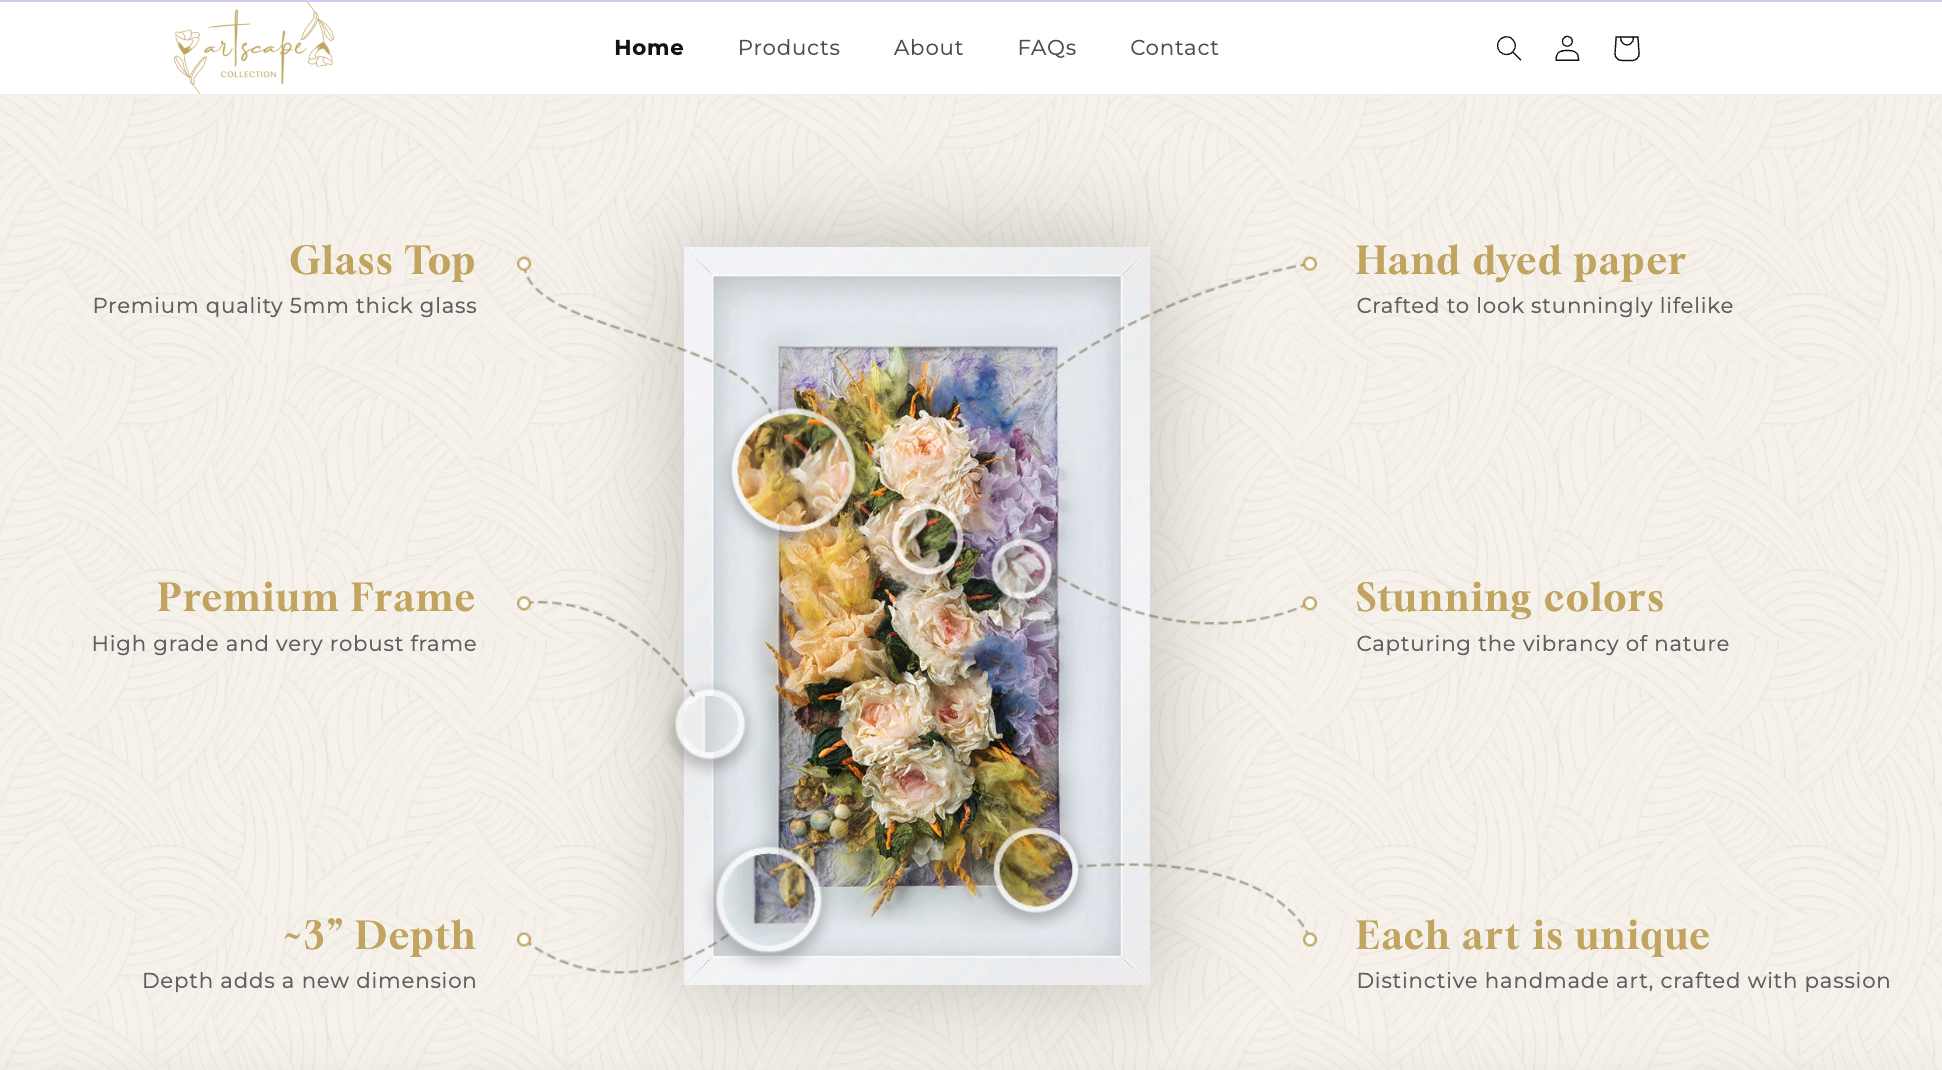 artscape
COLLECTION
Home
Products
About
FAQs
Contact
Glass Top
Premium quality 5mm thick glass
Hand dyed paper
Crafted to look stunningly lifelike
Premium Frame
High grade and very robust frame
Stunning colors
Capturing the vibrancy of nature
~3” Depth
Depth adds a new dimension
Each art is unique
Distinctive handmade art, crafted with passion